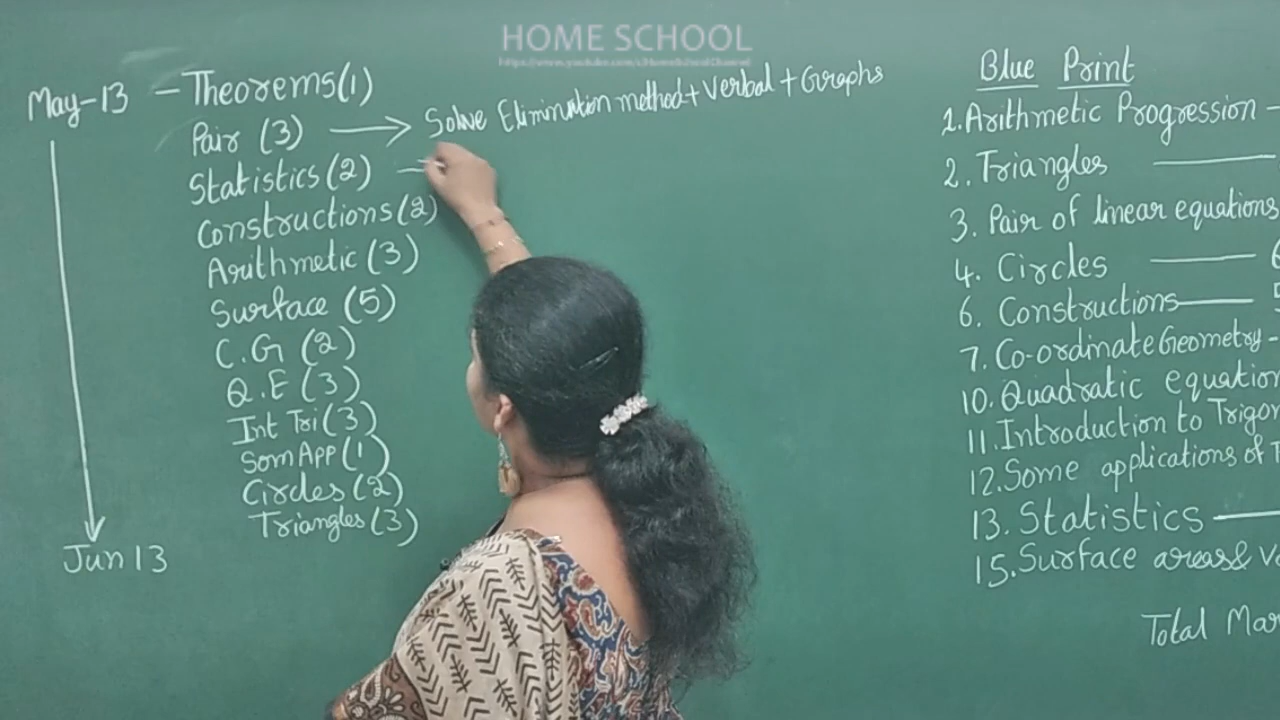 HOME SCHOOL
May-13 - Theorems(1)
Pair (3) → Solve Elimination method + Verbal + Graphs
Statistics (2) -
Constructions (2)
Arithmetic (3)
Surface (5)
C.G (2)
Q.E (3)
Int Tri (3)
Som App (1)
Circles (2)
Triangles (3)
Jun 13
Blue Print
1. Arithmetic Progression -
2. Triangles
3. Pair of linear equations
4. Circles
6. Constructions
7. Co-ordinate Geometry -
10. Quadratic equation
11. Introduction to Trigo
12. Some applications of T
13. Statistics
15. Surface areas & V
Total Mar